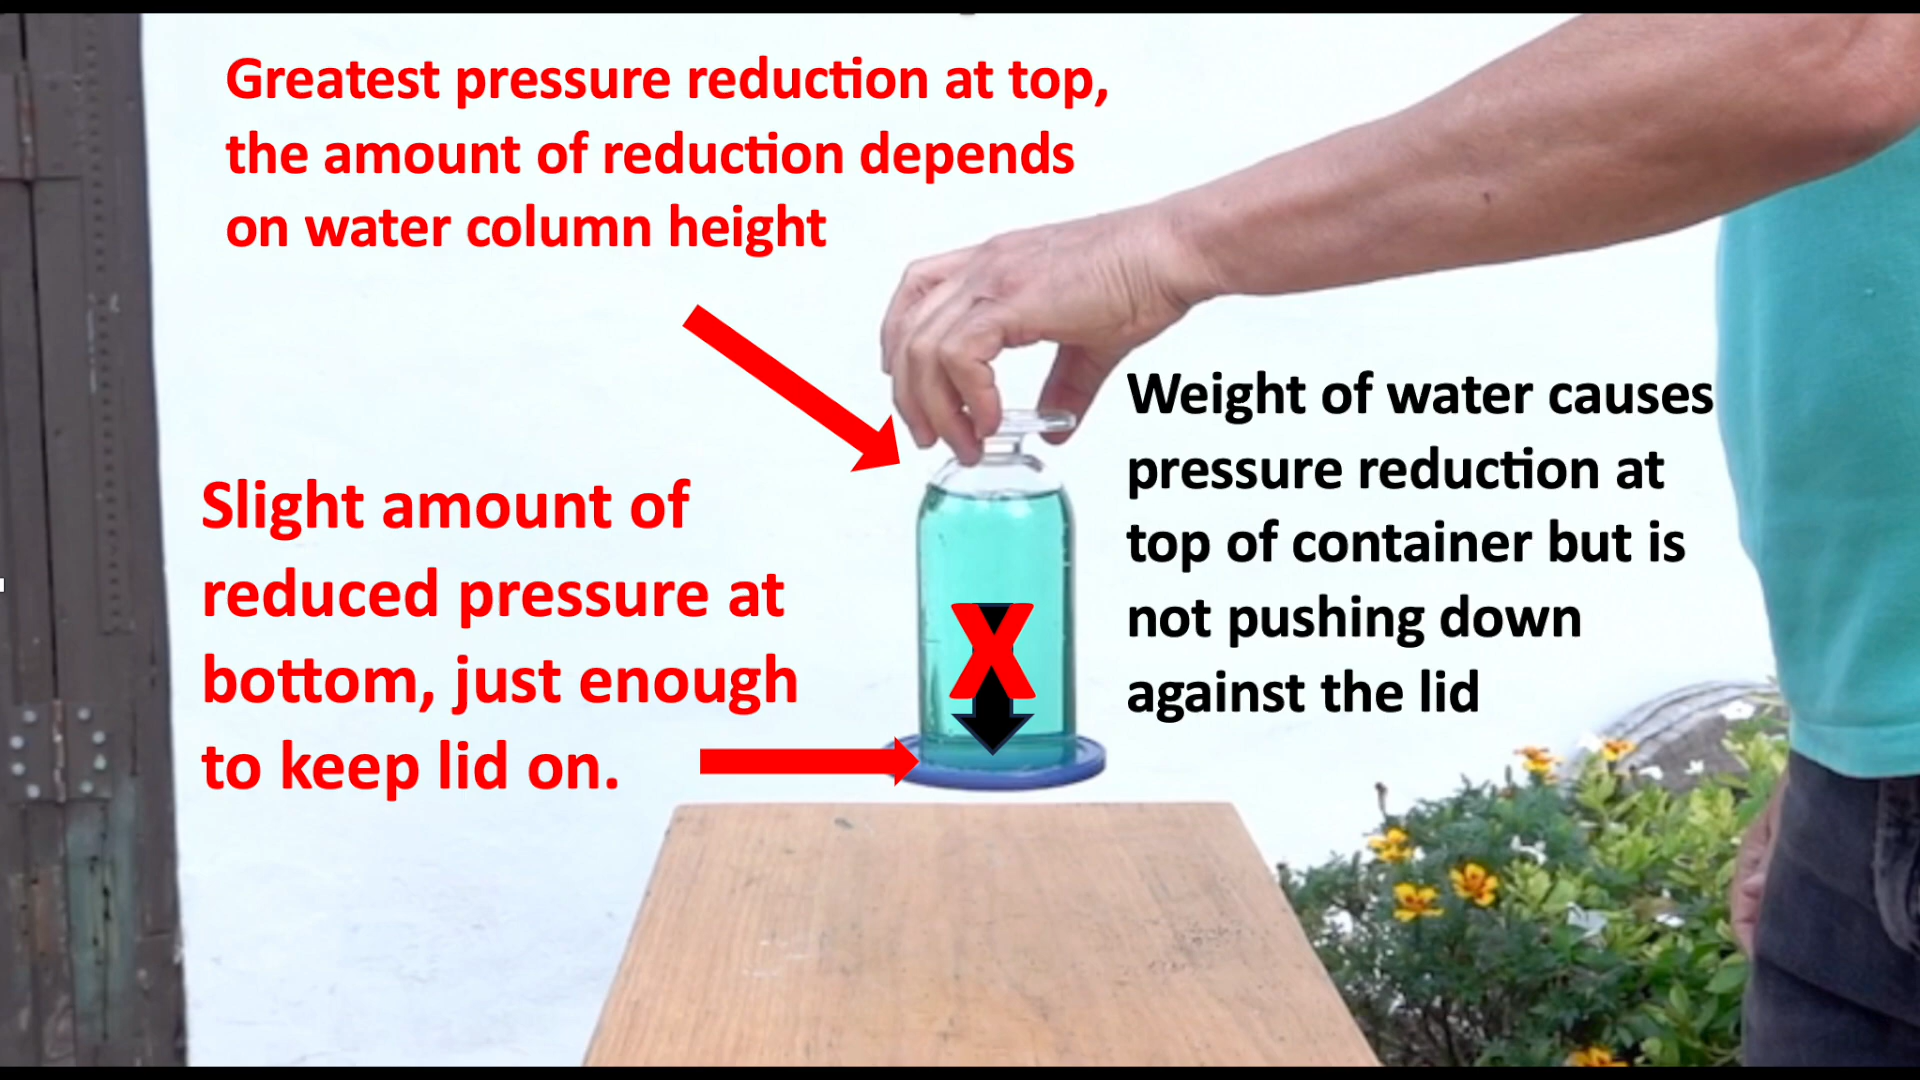 Greatest pressure reduction at top,
the amount of reduction depends
on water column height
Weight of water causes
pressure reduction at
top of container but is
not pushing down
against the lid
Slight amount of
reduced pressure at
bottom, just enough
to keep lid on.
X